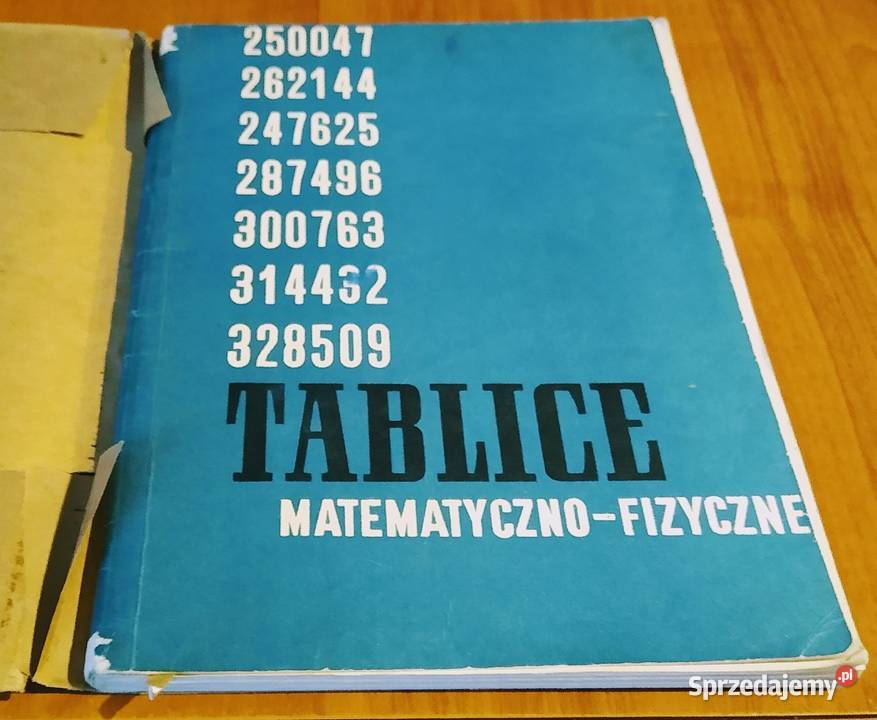 250047
262144
247625
287496
300763
314432
328509
TABLICE
MATEMATYCZNO-FIZYCZNE
Sprzedajemy.pl